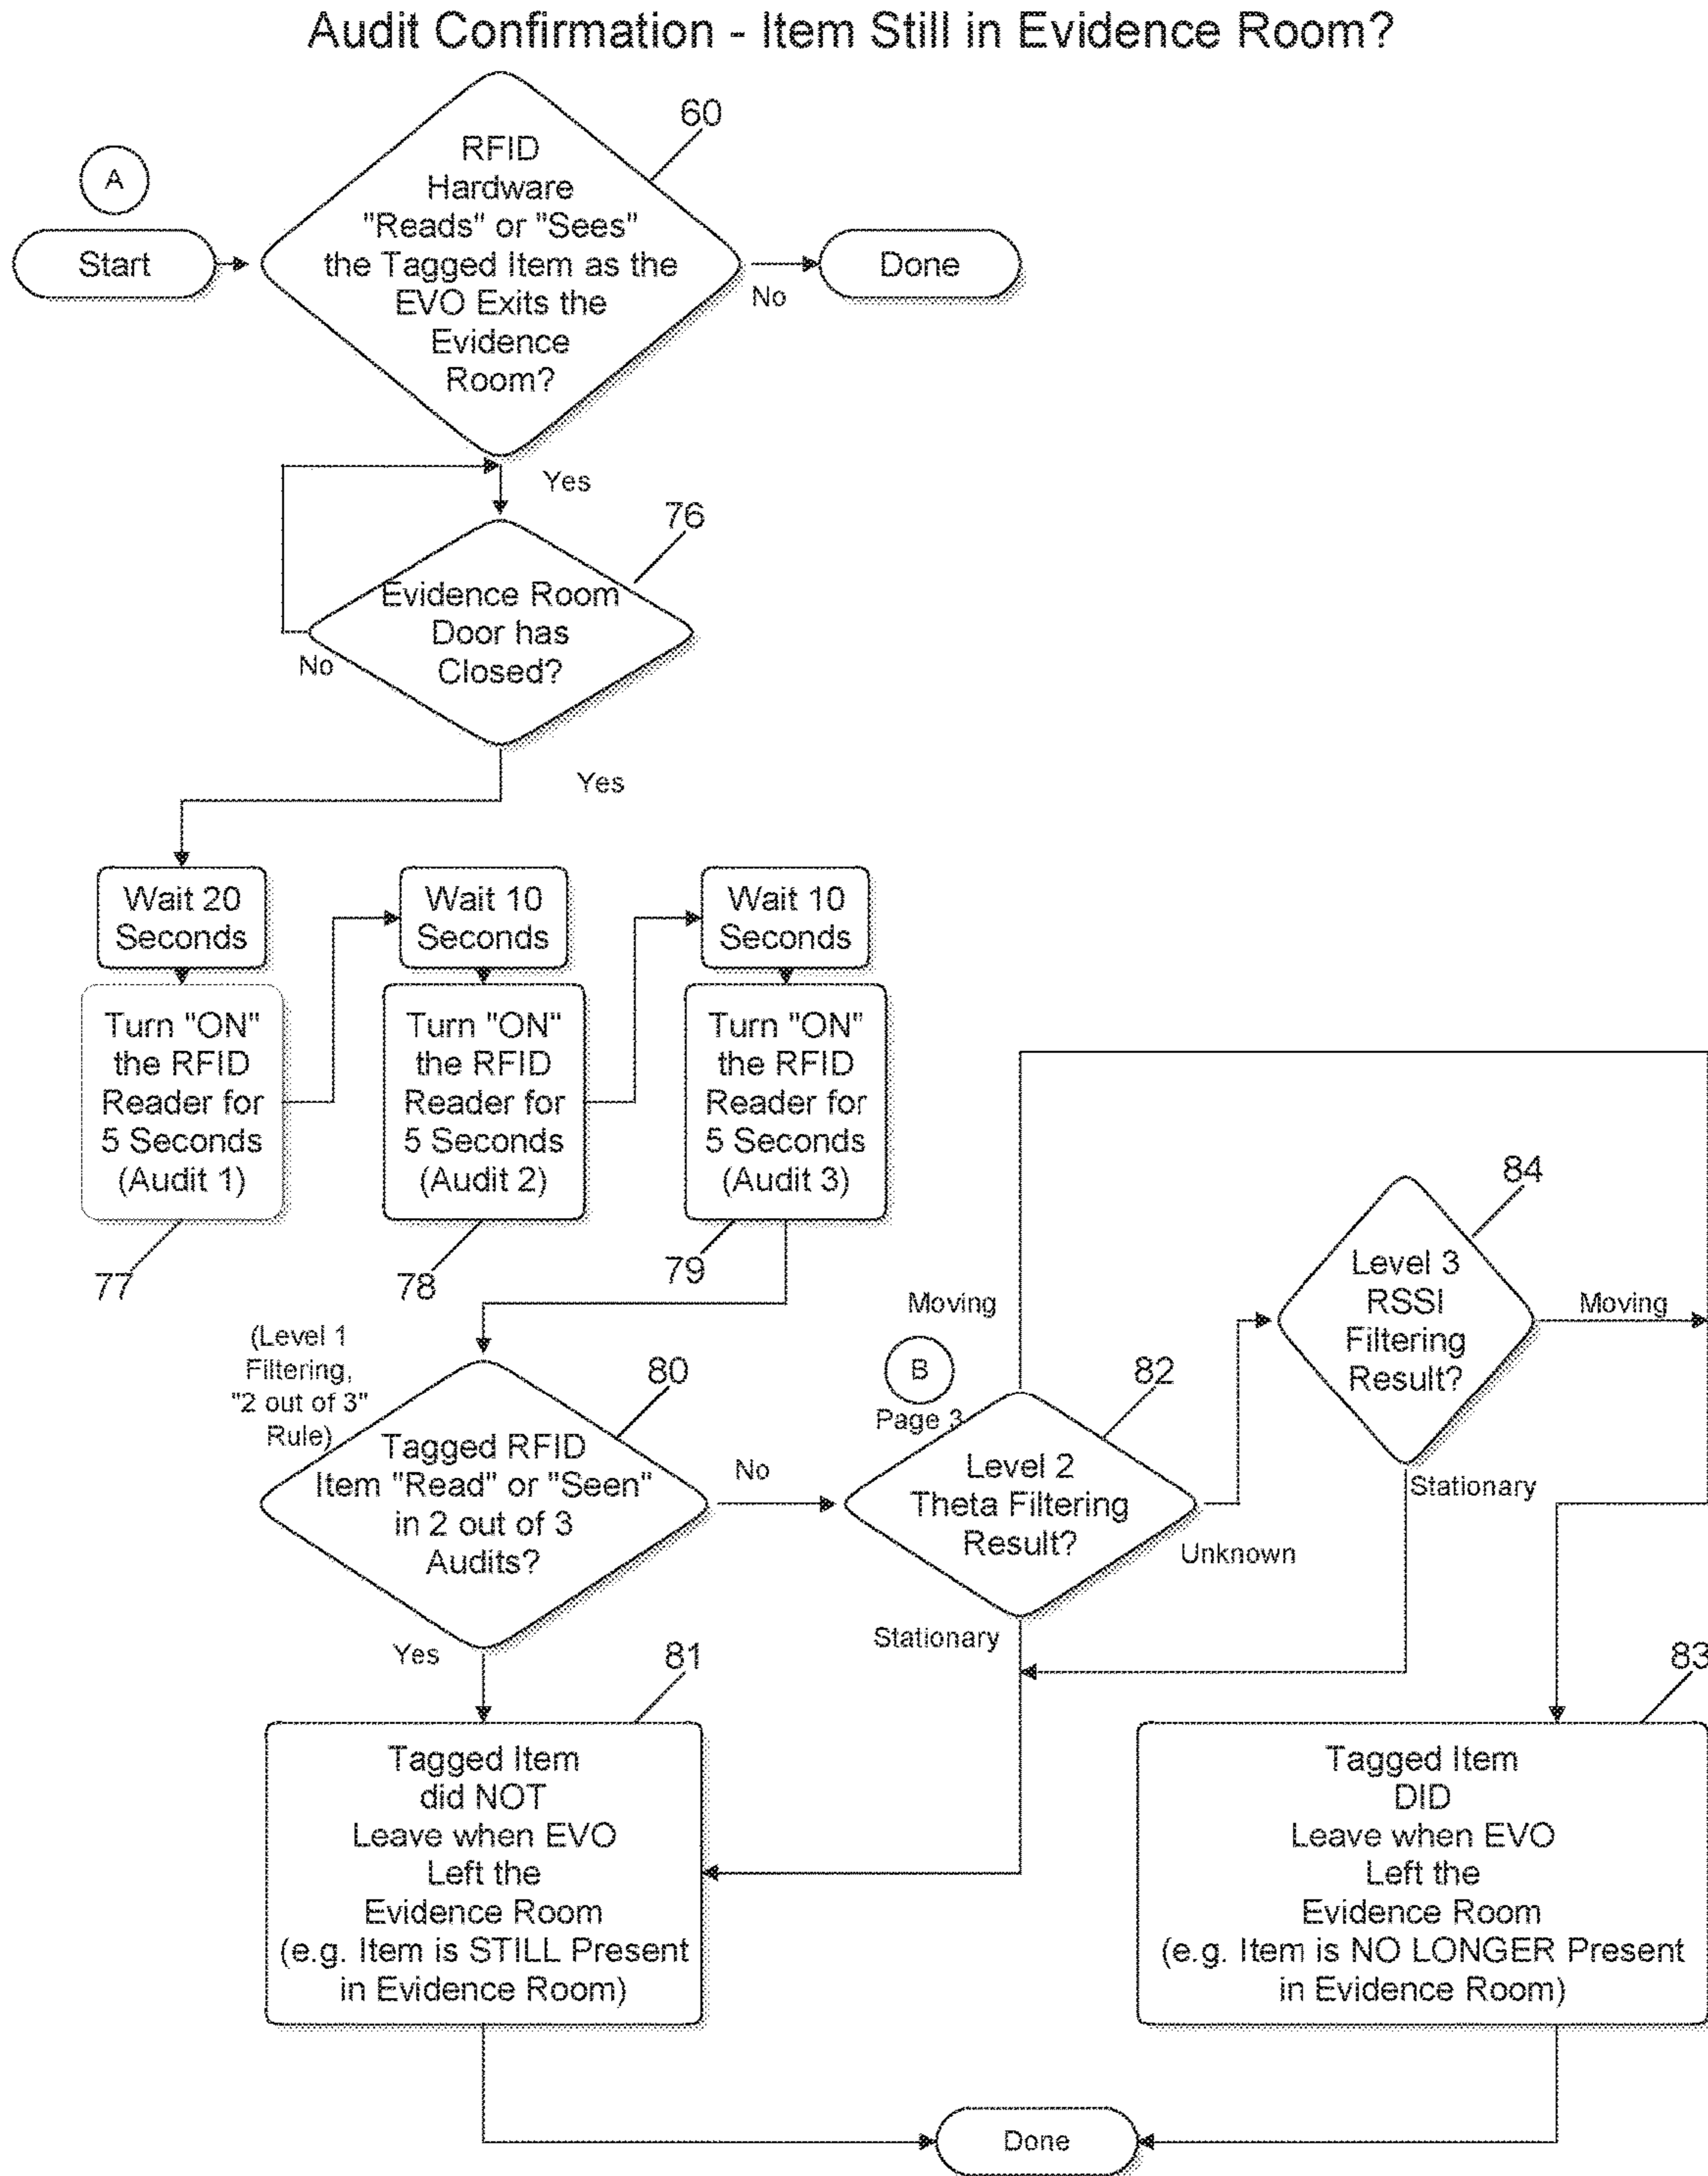 Audit Confirmation - Item Still in Evidence Room?
60
RFID
Hardware
"Reads" or "Sees"
the Tagged Item as the
EVO Exits the
Evidence
Room?
A
Start
Done
No
Yes
76
Evidence Room
Door has
Closed?
No
Yes
Wait 20
Seconds
Wait 10
Seconds
Wait 10
Seconds
Turn "ON"
the RFID
Reader for
5 Seconds
(Audit 1)
Turn "ON"
the RFID
Reader for
5 Seconds
(Audit 2)
Turn "ON"
the RFID
Reader for
5 Seconds
(Audit 3)
77
78
79
(Level 1
Filtering,
"2 out of 3"
Rule)
80
Tagged RFID
Item "Read" or "Seen"
in 2 out of 3
Audits?
No
Yes
Moving
B
Page 3
82
Level 2
Theta Filtering
Result?
Unknown
Stationary
84
Level 3
RSSI
Filtering
Result?
Moving
Stationary
81
Tagged Item
did NOT
Leave when EVO
Left the
Evidence Room
(e.g. Item is STILL Present
in Evidence Room)
83
Tagged Item
DID
Leave when EVO
Left the
Evidence Room
(e.g. Item is NO LONGER Present
in Evidence Room)
Done